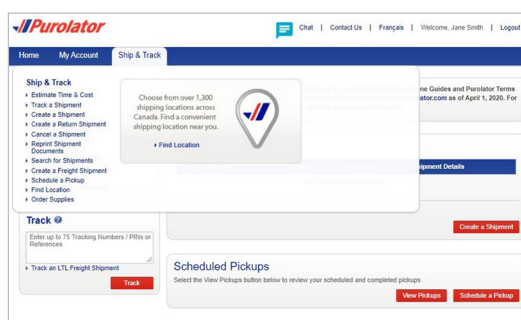 Purolator
Chat | Contact Us | Français | Welcome, Jane Smith | Logout
Home My Account Ship & Track
Ship & Track
Estimate Time & Cost
Track a Shipment
Create a Shipment
Create a Return Shipment
Cancel a Shipment
Reprint Shipment
Documents
Search for Shipments
Create a Freight Shipment
Schedule a Pickup
Find Location
Order Supplies
Choose from over 1,300
shipping locations across
Canada. Find a convenient
shipping location near you.
Find Location
ne Guides and Purolator Terms
ator.com as of April 1, 2020. For
ipment Details
Create a Shipment
Track
Enter up to 75 Tracking Numbers / PINs or
References
Track an LTL Freight Shipment
Track
Scheduled Pickups
Select the View Pickups button below to review your scheduled and completed pickups.
View Pickups Schedule a Pickup